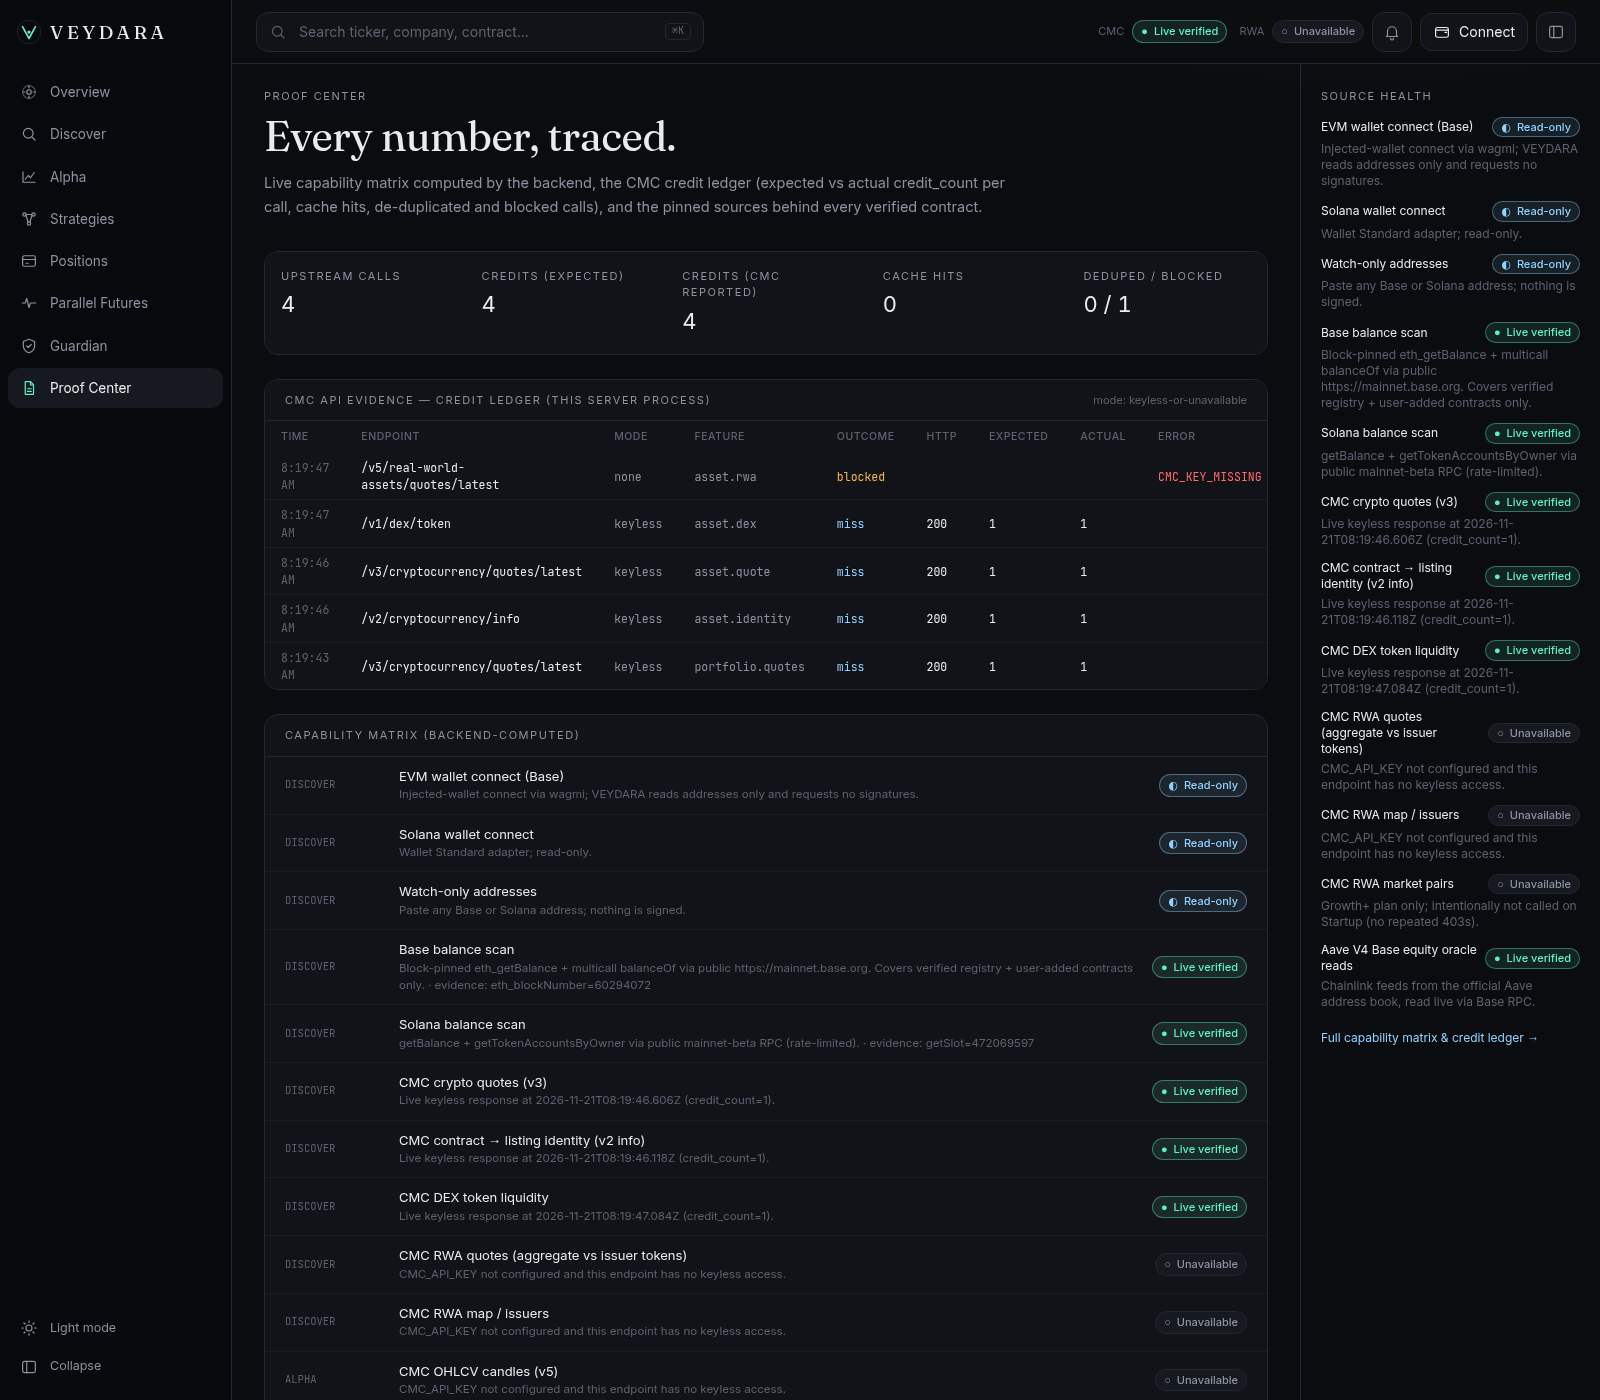 VEYDARA
Search ticker, company, contract...
⌘K
CMC
● Live verified
RWA
○ Unavailable
Connect
Overview
Discover
Alpha
Strategies
Positions
Parallel Futures
Guardian
Proof Center
Light mode
Collapse
PROOF CENTER
Every number, traced.
Live capability matrix computed by the backend, the CMC credit ledger (expected vs actual credit_count per
call, cache hits, de-duplicated and blocked calls), and the pinned sources behind every verified contract.
UPSTREAM CALLS
4
CREDITS (EXPECTED)
4
CREDITS (CMC
REPORTED)
4
CACHE HITS
0
DEDUPED / BLOCKED
0 / 1
CMC API EVIDENCE — CREDIT LEDGER (THIS SERVER PROCESS)
mode: keyless-or-unavailable
TIME ENDPOINT MODE FEATURE OUTCOME HTTP EXPECTED ACTUAL ERROR
8:19:47
AM
/v5/real-world-
assets/quotes/latest
none asset.rwa blocked CMC_KEY_MISSING
8:19:47
AM
/v1/dex/token keyless asset.dex miss 200 1 1
8:19:46
AM
/v3/cryptocurrency/quotes/latest keyless asset.quote miss 200 1 1
8:19:46
AM
/v2/cryptocurrency/info keyless asset.identity miss 200 1 1
8:19:43
AM
/v3/cryptocurrency/quotes/latest keyless portfolio.quotes miss 200 1 1
CAPABILITY MATRIX (BACKEND-COMPUTED)
DISCOVER
EVM wallet connect (Base)
Injected-wallet connect via wagmi; VEYDARA reads addresses only and requests no signatures.
◐ Read-only
DISCOVER
Solana wallet connect
Wallet Standard adapter; read-only.
◐ Read-only
DISCOVER
Watch-only addresses
Paste any Base or Solana address; nothing is signed.
◐ Read-only
DISCOVER
Base balance scan
Block-pinned eth_getBalance + multicall balanceOf via public https://mainnet.base.org. Covers verified registry + user-added contracts
only. · evidence: eth_blockNumber=60294072
● Live verified
DISCOVER
Solana balance scan
getBalance + getTokenAccountsByOwner via public mainnet-beta RPC (rate-limited). · evidence: getSlot=472069597
● Live verified
DISCOVER
CMC crypto quotes (v3)
Live keyless response at 2026-11-21T08:19:46.606Z (credit_count=1).
● Live verified
DISCOVER
CMC contract → listing identity (v2 info)
Live keyless response at 2026-11-21T08:19:46.118Z (credit_count=1).
● Live verified
DISCOVER
CMC DEX token liquidity
Live keyless response at 2026-11-21T08:19:47.084Z (credit_count=1).
● Live verified
DISCOVER
CMC RWA quotes (aggregate vs issuer tokens)
CMC_API_KEY not configured and this endpoint has no keyless access.
○ Unavailable
DISCOVER
CMC RWA map / issuers
CMC_API_KEY not configured and this endpoint has no keyless access.
○ Unavailable
ALPHA
CMC OHLCV candles (v5)
CMC_API_KEY not configured and this endpoint has no keyless access.
○ Unavailable
SOURCE HEALTH
EVM wallet connect (Base)
◐ Read-only
Injected-wallet connect via wagmi; VEYDARA
reads addresses only and requests no
signatures.
Solana wallet connect
◐ Read-only
Wallet Standard adapter; read-only.
Watch-only addresses
◐ Read-only
Paste any Base or Solana address; nothing is
signed.
Base balance scan
● Live verified
Block-pinned eth_getBalance + multicall
balanceOf via public
https://mainnet.base.org. Covers verified
registry + user-added contracts only.
Solana balance scan
● Live verified
getBalance + getTokenAccountsByOwner via
public mainnet-beta RPC (rate-limited).
CMC crypto quotes (v3)
● Live verified
Live keyless response at 2026-11-
21T08:19:46.606Z (credit_count=1).
CMC contract → listing
identity (v2 info)
● Live verified
Live keyless response at 2026-11-
21T08:19:46.118Z (credit_count=1).
CMC DEX token liquidity
● Live verified
Live keyless response at 2026-11-
21T08:19:47.084Z (credit_count=1).
CMC RWA quotes
(aggregate vs issuer
tokens)
○ Unavailable
CMC_API_KEY not configured and this
endpoint has no keyless access.
CMC RWA map / issuers
○ Unavailable
CMC_API_KEY not configured and this
endpoint has no keyless access.
CMC RWA market pairs
○ Unavailable
Growth+ plan only; intentionally not called on
Startup (no repeated 403s).
Aave V4 Base equity oracle
reads
● Live verified
Chainlink feeds from the official Aave
address book, read live via Base RPC.
Full capability matrix & credit ledger →